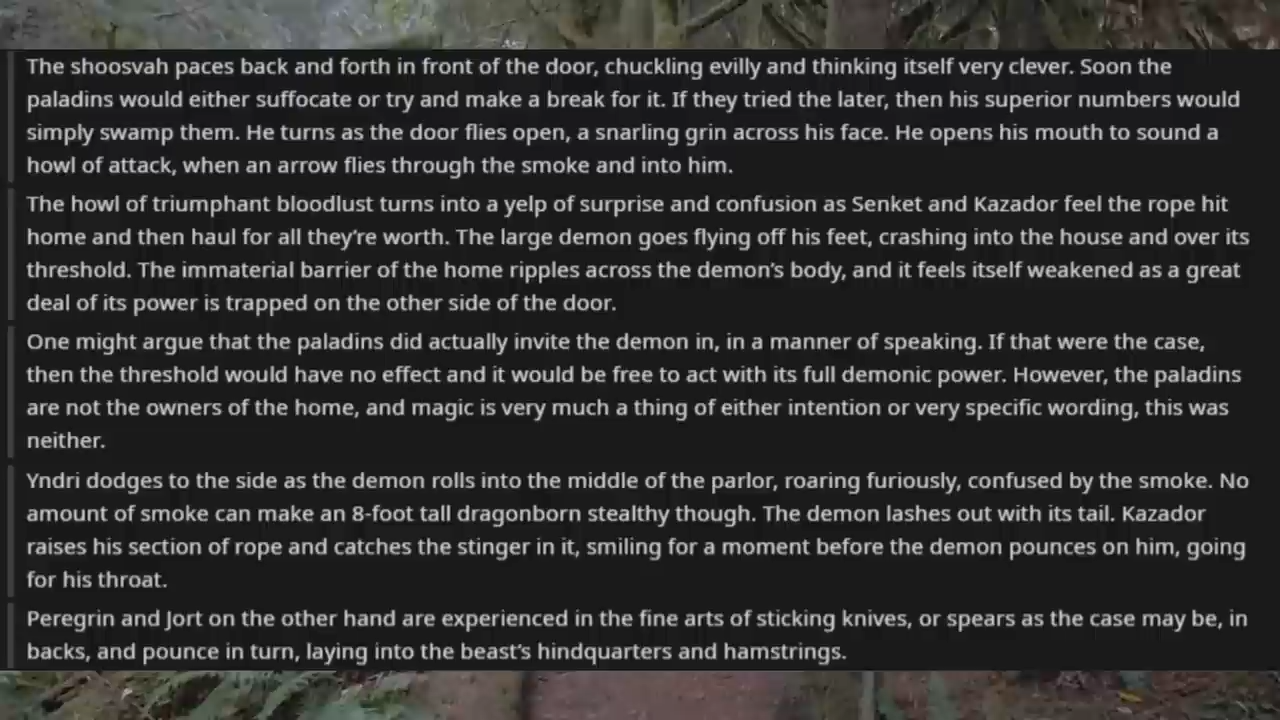 The shoosvah paces back and forth in front of the door, chuckling evilly and thinking itself very clever. Soon the
paladins would either suffocate or try and make a break for it. If they tried the later, then his superior numbers would
simply swamp them. He turns as the door flies open, a snarling grin across his face. He opens his mouth to sound a
howl of attack, when an arrow flies through the smoke and into him.
The howl of triumphant bloodlust turns into a yelp of surprise and confusion as Senket and Kazador feel the rope hit
home and then haul for all they're worth. The large demon goes flying off his feet, crashing into the house and over its
threshold. The immaterial barrier of the home ripples across the demon's body, and it feels itself weakened as a great
deal of its power is trapped on the other side of the door.
One might argue that the paladins did actually invite the demon in, in a manner of speaking. If that were the case,
then the threshold would have no effect and it would be free to act with its full demonic power. However, the paladins
are not the owners of the home, and magic is very much a thing of either intention or very specific wording, this was
neither.
Yndri dodges to the side as the demon rolls into the middle of the parlor, roaring furiously, confused by the smoke. No
amount of smoke can make an 8-foot tall dragonborn stealthy though. The demon lashes out with its tail. Kazador
raises his section of rope and catches the stinger in it, smiling for a moment before the demon pounces on him, going
for his throat.
Peregrin and Jort on the other hand are experienced in the fine arts of sticking knives, or spears as the case may be, in
backs, and pounce in turn, laying into the beast's hindquarters and hamstrings.